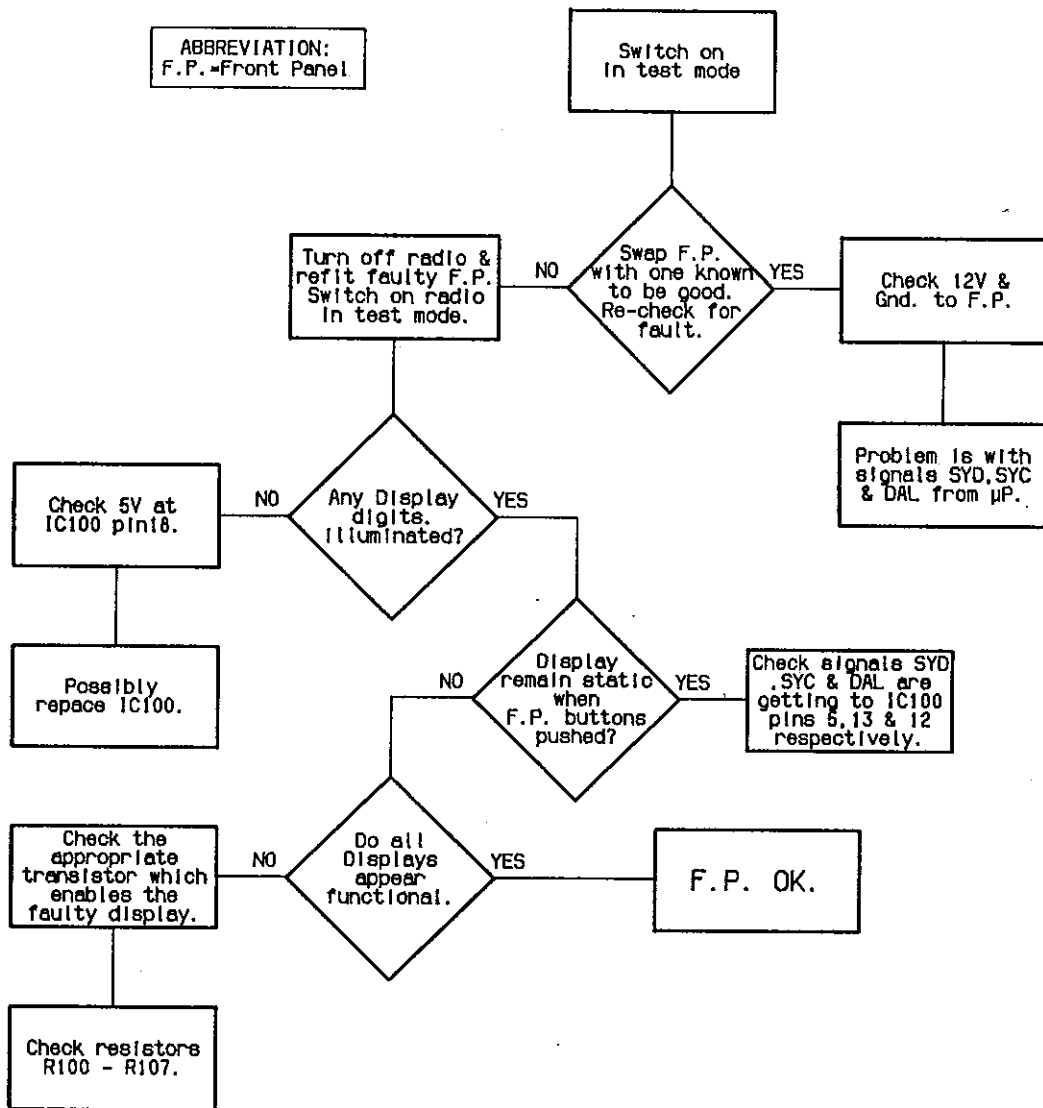 ABBREVIATION:
F.P.=Front Panel
Switch on
in test mode
Swap F.P.
with one known
to be good.
Re-check for
fault.
NO
YES
Turn off radio &
refit faulty F.P.
Switch on radio
in test mode.
Check 12V &
Gnd. to F.P.
Problem is with
signals SYD,SYC
& DAL from µP.
Any Display
digits.
illuminated?
NO
YES
Check 5V at
IC100 pin18.
Possibly
repace IC100.
Display
remain static
when
F.P. buttons
pushed?
NO
YES
Check signals SYD
,SYC & DAL are
getting to IC100
pins 5,13 & 12
respectively.
Do all
Displays
appear
functional.
NO
YES
Check the
appropriate
transistor which
enables the
faulty display.
F.P. OK.
Check resistors
R100 - R107.